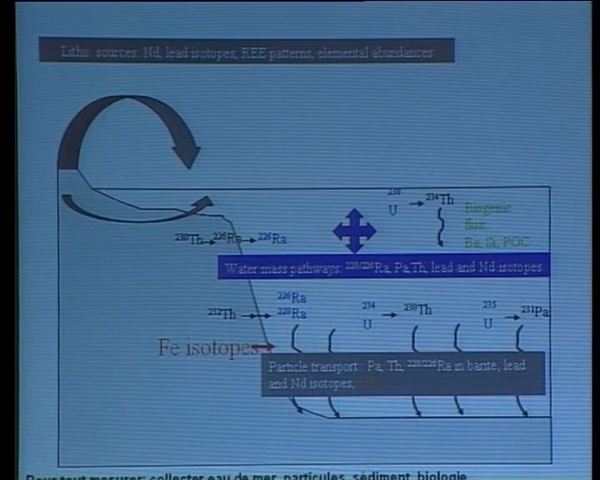 Litho. sources: Nd, lead isotopes, REE patterns, elemental abundances
238
U → 234Th
Biogenic
flux
Ba, Si, POC
230Th → 226Ra → 226Ra
Water mass pathways: 228/226Ra, Pa,Th, lead and Nd isotopes
226Ra
232Th → 228Ra
234
U → 230Th
235
U → 231Pa
Fe isotopes
Particle transport : Pa, Th, 228/226Ra in barite, lead
and Nd isotopes,
Pour tout mesurer: collecter eau de mer, particules, sédiment, biologie